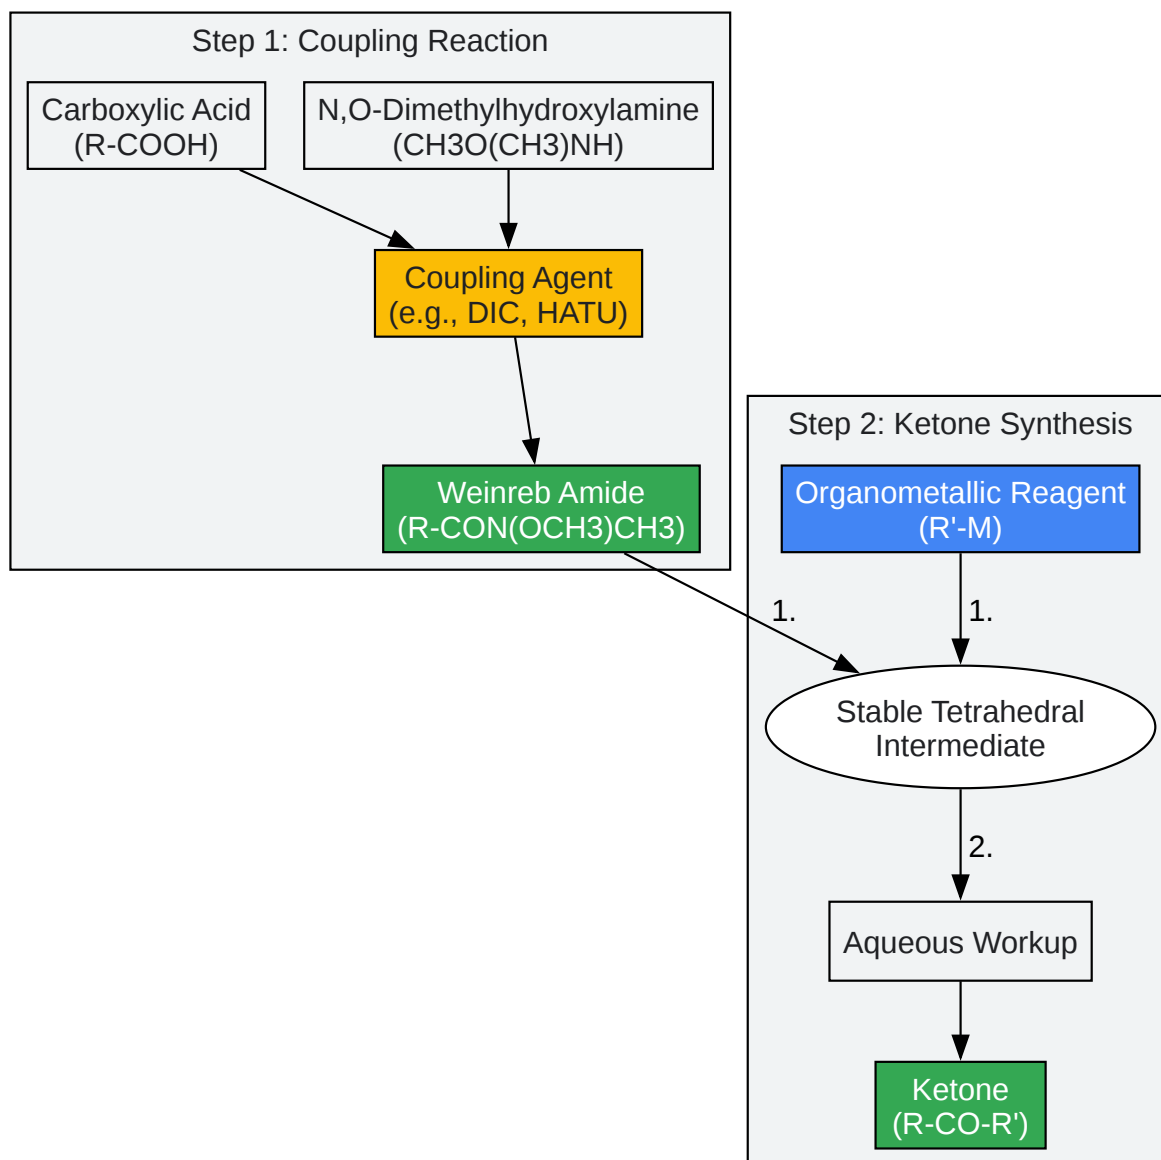 Step 1: Coupling Reaction
Carboxylic Acid
(R-COOH)
N,O-Dimethylhydroxylamine
(CH3O(CH3)NH)
Coupling Agent
(e.g., DIC, HATU)
Weinreb Amide
(R-CON(OCH3)CH3)
Step 2: Ketone Synthesis
Organometallic Reagent
(R'-M)
1.
1.
Stable Tetrahedral
Intermediate
2.
Aqueous Workup
Ketone
(R-CO-R')